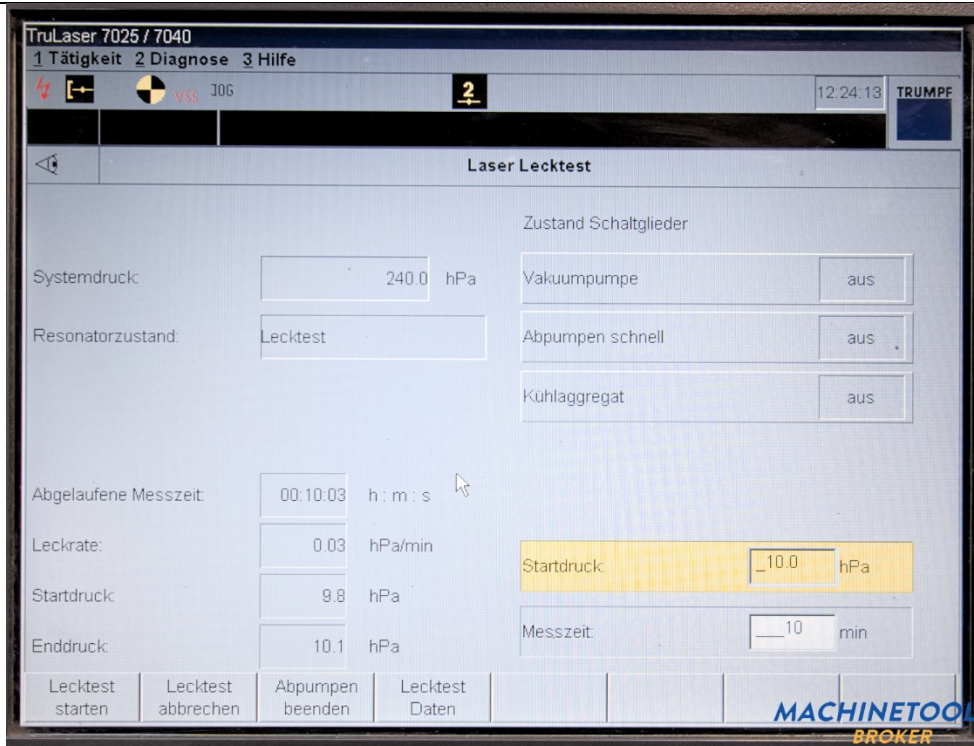 TruLaser 7025 / 7040
1 Tätigkeit 2 Diagnose 3 Hilfe
VSS JOG 2 12:24:13 TRUMPF
Laser Lecktest
Zustand Schaltglieder
Systemdruck: 240.0 hPa
Vakuumpumpe aus
Resonatorzustand: Lecktest
Abpumpen schnell aus
Kühlaggregat aus
Abgelaufene Messzeit: 00:10:03 h : m : s
Leckrate: 0.03 hPa/min
Startdruck: _10.0 hPa
Startdruck: 9.8 hPa
Messzeit: ___10 min
Enddruck: 10.1 hPa
Lecktest starten
Lecktest abbrechen
Abpumpen beenden
Lecktest Daten
MACHINETOOL
BROKER